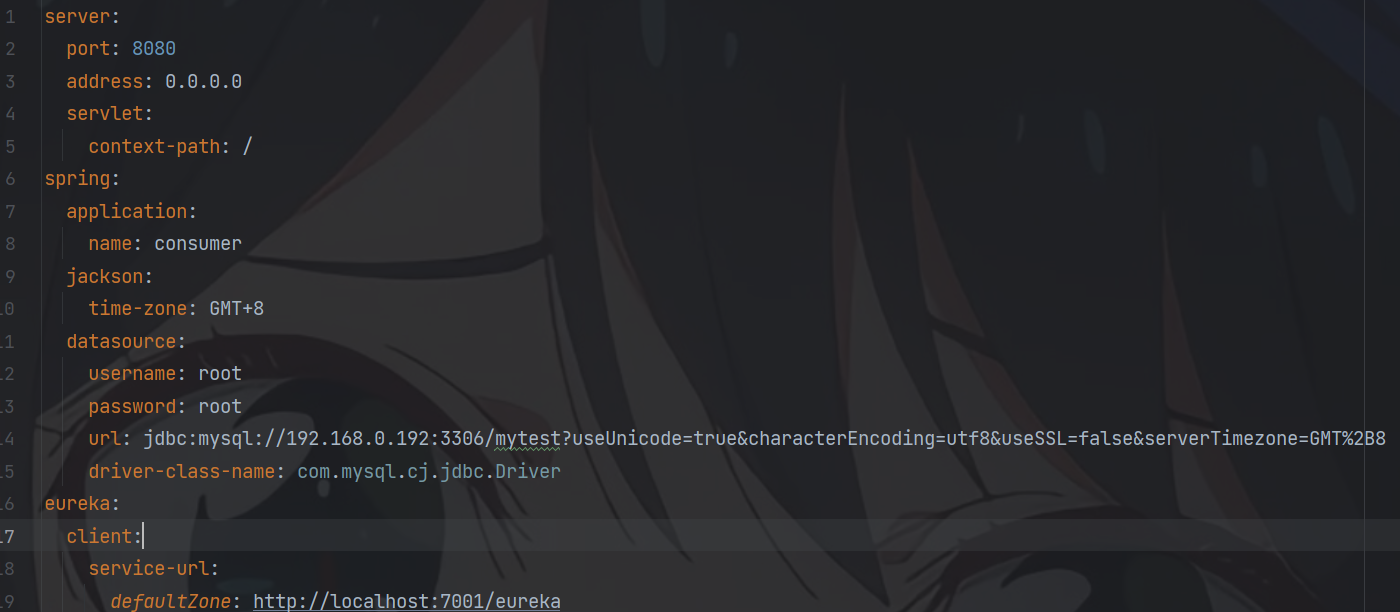 1 server:
2   port: 8080
3   address: 0.0.0.0
4   servlet:
5     context-path: /
6 spring:
7   application:
8     name: consumer
9   jackson:
10     time-zone: GMT+8
11   datasource:
12     username: root
13     password: root
14     url: jdbc:mysql://192.168.0.192:3306/mytest?useUnicode=true&characterEncoding=utf8&useSSL=false&serverTimezone=GMT%2B8
15     driver-class-name: com.mysql.cj.jdbc.Driver
16 eureka:
17   client:
18     service-url:
19       defaultZone: http://localhost:7001/eureka